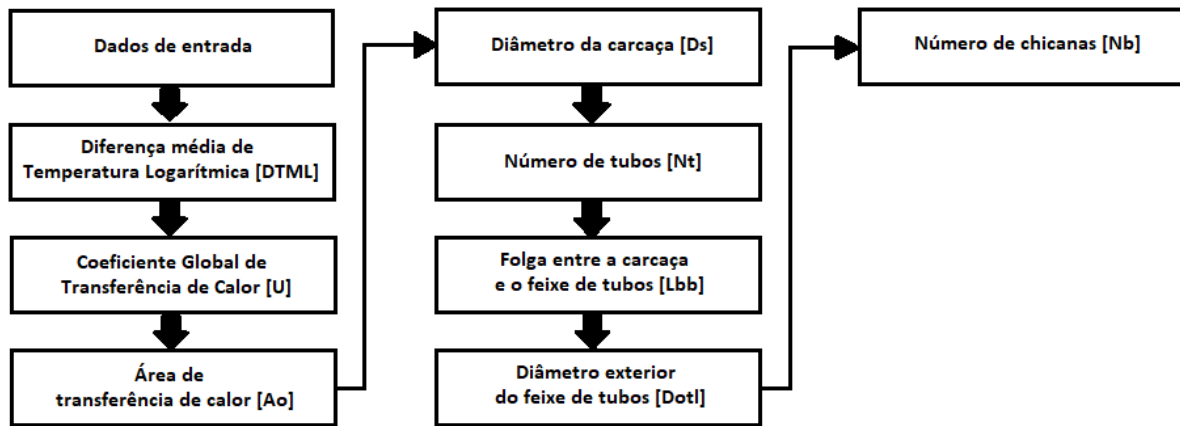 Dados de entrada
Diferença média de
Temperatura Logarítmica [DTML]
Coeficiente Global de
Transferência de Calor [U]
Área de
transferência de calor [Ao]
Diâmetro da carcaça [Ds]
Número de tubos [Nt]
Folga entre a carcaça
e o feixe de tubos [Lbb]
Diâmetro exterior
do feixe de tubos [Dotl]
Número de chicanas [Nb]